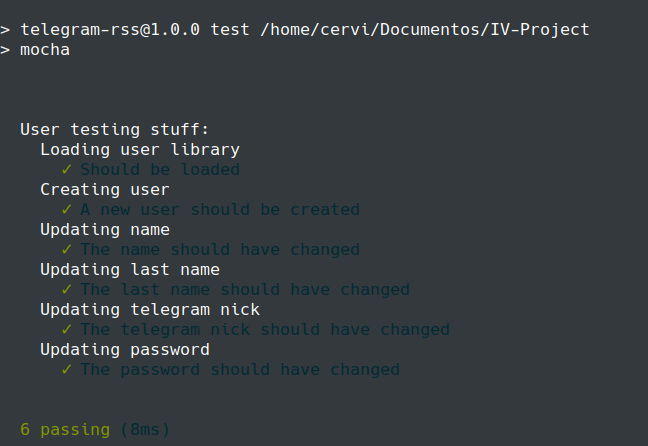 > telegram-rss@1.0.0 test /home/cervi/Documentos/IV-Project
> mocha
User testing stuff:
Loading user library
✓ Should be loaded
Creating user
✓ A new user should be created
Updating name
✓ The name should have changed
Updating last name
✓ The last name should have changed
Updating telegram nick
✓ The telegram nick should have changed
Updating password
✓ The password should have changed
6 passing (8ms)